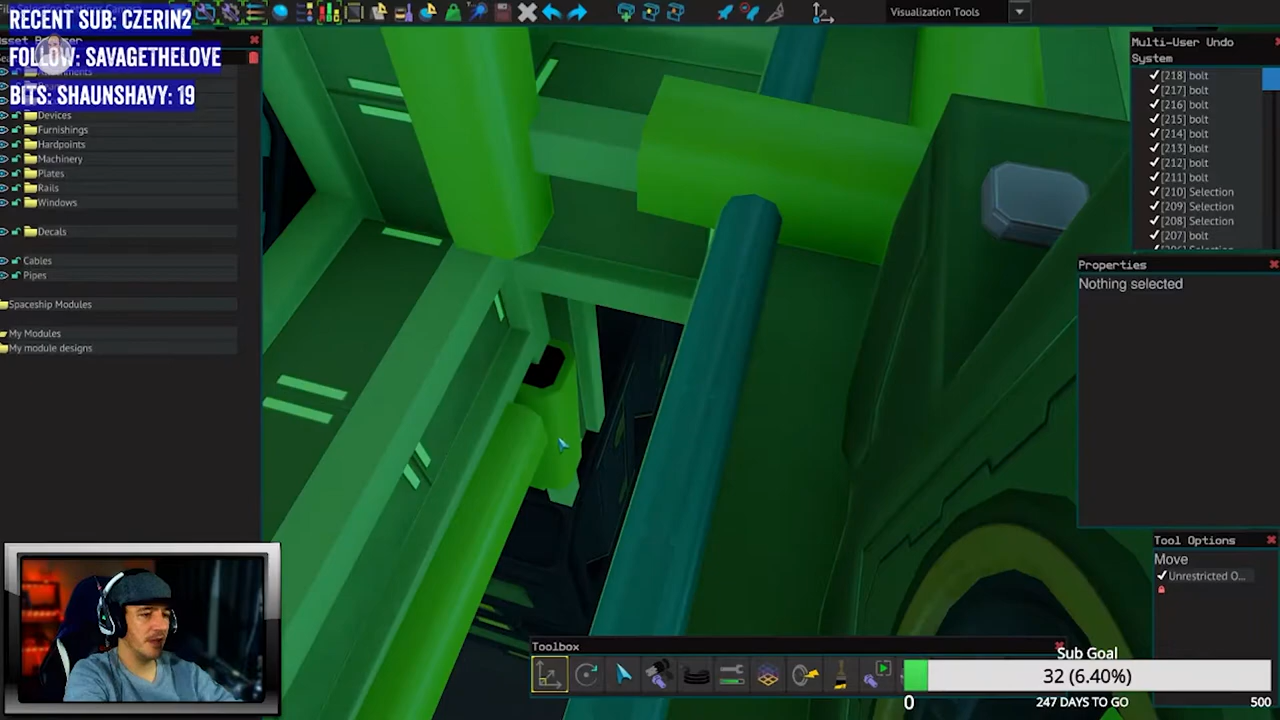 RECENT SUB: CZERIN2
FOLLOW: SAVAGETHELOVE
BITS: SHAUNSHAVY: 19
Devices
Furnishings
Hardpoints
Machinery
Plates
Rails
Windows
Decals
Cables
Pipes
Spaceship Modules
My Modules
My module designs
Visualization Tools
Multi-User Undo
System
[218] bolt
[217] bolt
[216] bolt
[215] bolt
[214] bolt
[213] bolt
[212] bolt
[211] bolt
[210] Selection
[209] Selection
[208] Selection
[207] bolt
Properties
Nothing selected
Tool Options
Move
Unrestricted O...
Toolbox
Sub Goal
32 (6.40%)
0
247 DAYS TO GO
500